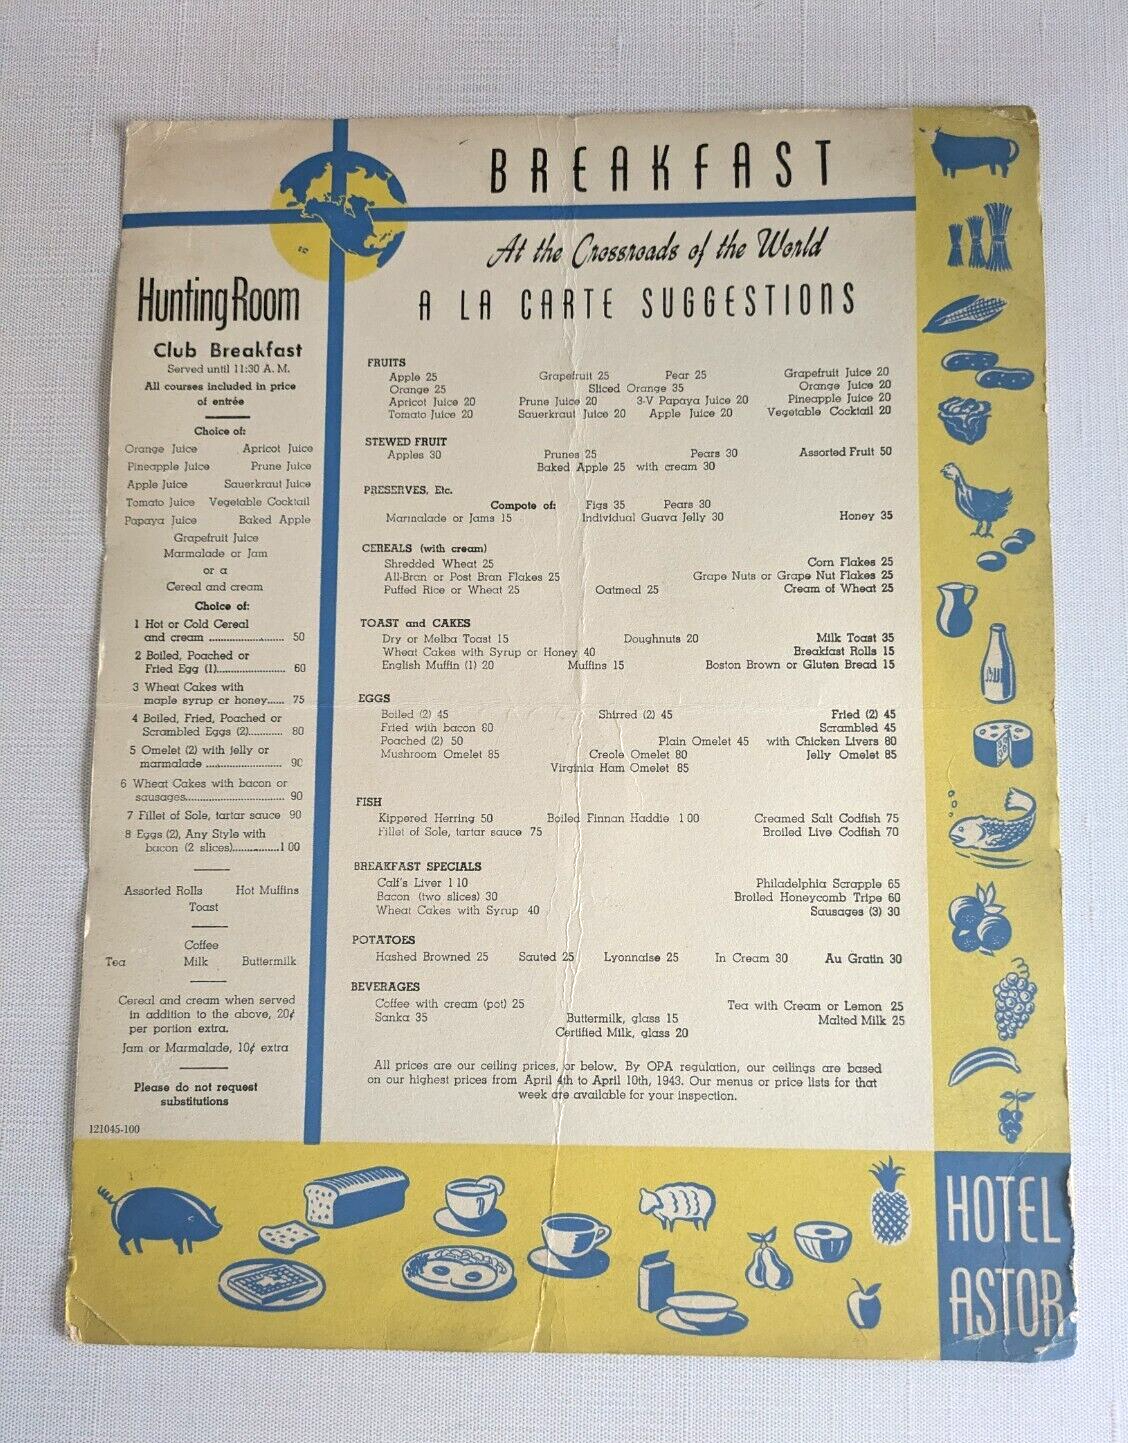 BREAKFAST
At the Crossroads of the World
A LA CARTE SUGGESTIONS
Hunting Room
Club Breakfast
Served until 11:30 A. M.
All courses included in price
of entrée
Choice of:
Orange Juice Apricot Juice
Pineapple Juice Prune Juice
Apple Juice Sauerkraut Juice
Tomato Juice Vegetable Cocktail
Papaya Juice Baked Apple
Grapefruit Juice
Marmalade or Jam
or a
Cereal and cream
Choice of:
1 Hot or Cold Cereal
and cream ........................ 50
2 Boiled, Poached or
Fried Egg (1)...................... 60
3 Wheat Cakes with
maple syrup or honey...... 75
4 Boiled, Fried, Poached or
Scrambled Eggs (2)........... 80
5 Omelet (2) with jelly or
marmalade ........................ 90
6 Wheat Cakes with bacon or
sausages................................ 90
7 Fillet of Sole, tartar sauce 90
8 Eggs (2), Any Style with
bacon (2 slices)...............1 00
Assorted Rolls Hot Muffins
Toast
Coffee
Tea Milk Buttermilk
Cereal and cream when served
in addition to the above, 20¢
per portion extra.
Jam or Marmalade, 10¢ extra
Please do not request
substitutions
121045-100
FRUITS
Apple 25 Grapefruit 25 Pear 25 Grapefruit Juice 20
Orange 25 Sliced Orange 35 Orange Juice 20
Apricot Juice 20 Prune Juice 20 3-V Papaya Juice 20 Pineapple Juice 20
Tomato Juice 20 Sauerkraut Juice 20 Apple Juice 20 Vegetable Cocktail 20
STEWED FRUIT
Apples 30 Prunes 25 Pears 30 Assorted Fruit 50
Baked Apple 25 with cream 30
PRESERVES, Etc.
Compote of: Figs 35 Pears 30
Marmalade or Jams 15 Individual Guava Jelly 30 Honey 35
CEREALS (with cream)
Shredded Wheat 25 Corn Flakes 25
All-Bran or Post Bran Flakes 25 Grape Nuts or Grape Nut Flakes 25
Puffed Rice or Wheat 25 Oatmeal 25 Cream of Wheat 25
TOAST and CAKES
Dry or Melba Toast 15 Doughnuts 20 Milk Toast 35
Wheat Cakes with Syrup or Honey 40 Breakfast Rolls 15
English Muffin (1) 20 Muffins 15 Boston Brown or Gluten Bread 15
EGGS
Boiled (2) 45 Shirred (2) 45 Fried (2) 45
Fried with bacon 80 Scrambled 45
Poached (2) 50 Plain Omelet 45 with Chicken Livers 80
Mushroom Omelet 85 Creole Omelet 80 Jelly Omelet 85
Virginia Ham Omelet 85
FISH
Kippered Herring 50 Boiled Finnan Haddie 1 00 Creamed Salt Codfish 75
Fillet of Sole, tartar sauce 75 Broiled Live Codfish 70
BREAKFAST SPECIALS
Calf's Liver 1 10 Philadelphia Scrapple 65
Bacon (two slices) 30 Broiled Honeycomb Tripe 60
Wheat Cakes with Syrup 40 Sausages (3) 30
POTATOES
Hashed Browned 25 Sauted 25 Lyonnaise 25 In Cream 30 Au Gratin 30
BEVERAGES
Coffee with cream (pot) 25 Tea with Cream or Lemon 25
Sanka 35 Buttermilk, glass 15 Malted Milk 25
Certified Milk, glass 20
All prices are our ceiling prices, or below. By OPA regulation, our ceilings are based
on our highest prices from April 4th to April 10th, 1943. Our menus or price lists for that
week are available for your inspection.
HOTEL
ASTOR